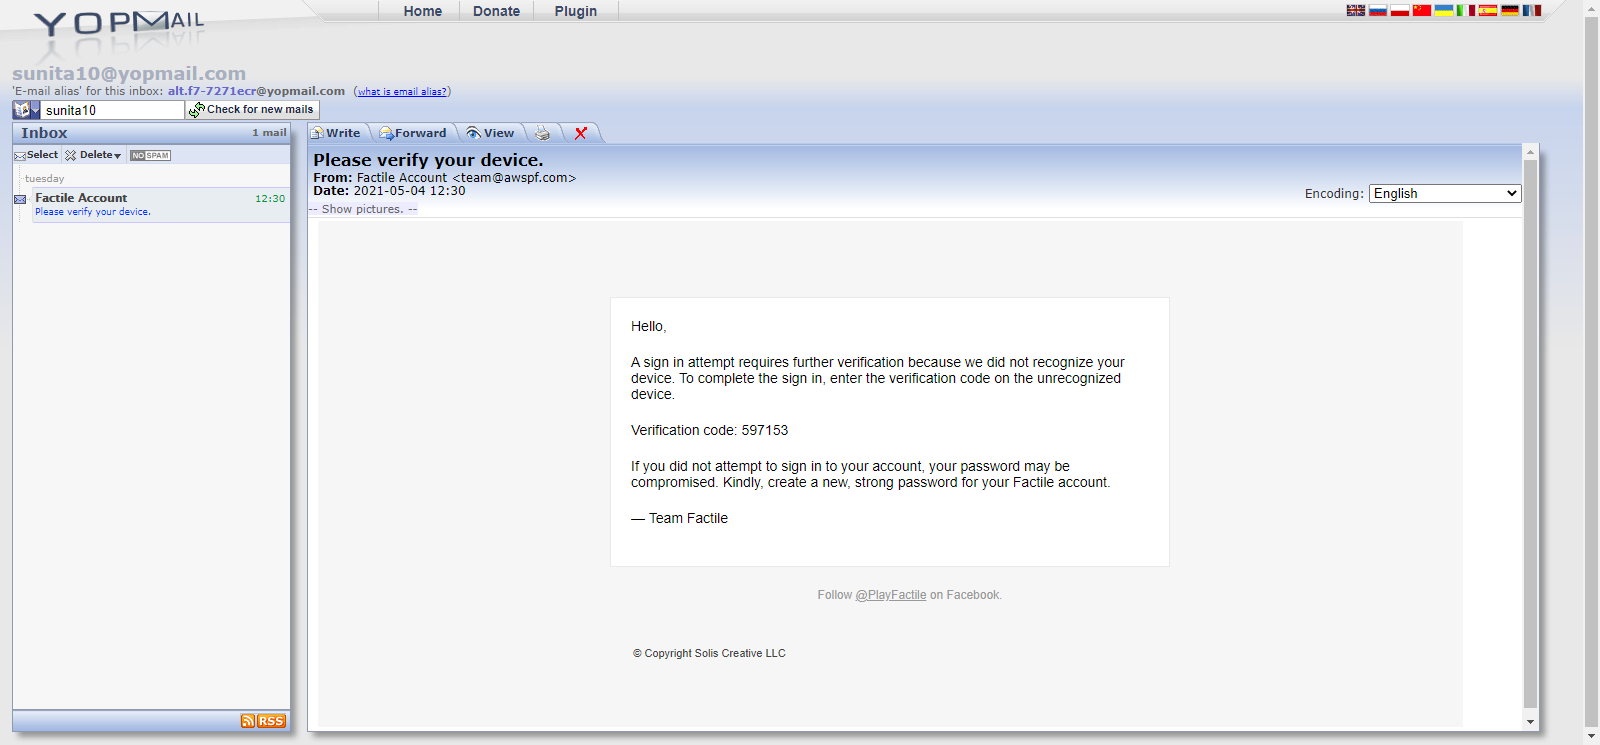 YOPMAIL
Home Donate Plugin
sunita10@yopmail.com
'E-mail alias' for this inbox: alt.f7-7271ecr@yopmail.com (what is email alias?)
sunita10 Check for new mails
Inbox 1 mail
Select Delete NO SPAM
tuesday
Factile Account 12:30
Please verify your device.
RSS
Write Forward View
Please verify your device.
From: Factile Account <team@awspf.com>
Date: 2021-05-04 12:30
Encoding: English
-- Show pictures. --
Hello,
A sign in attempt requires further verification because we did not recognize your
device. To complete the sign in, enter the verification code on the unrecognized
device.
Verification code: 597153
If you did not attempt to sign in to your account, your password may be
compromised. Kindly, create a new, strong password for your Factile account.
— Team Factile
Follow @PlayFactile on Facebook.
© Copyright Solis Creative LLC